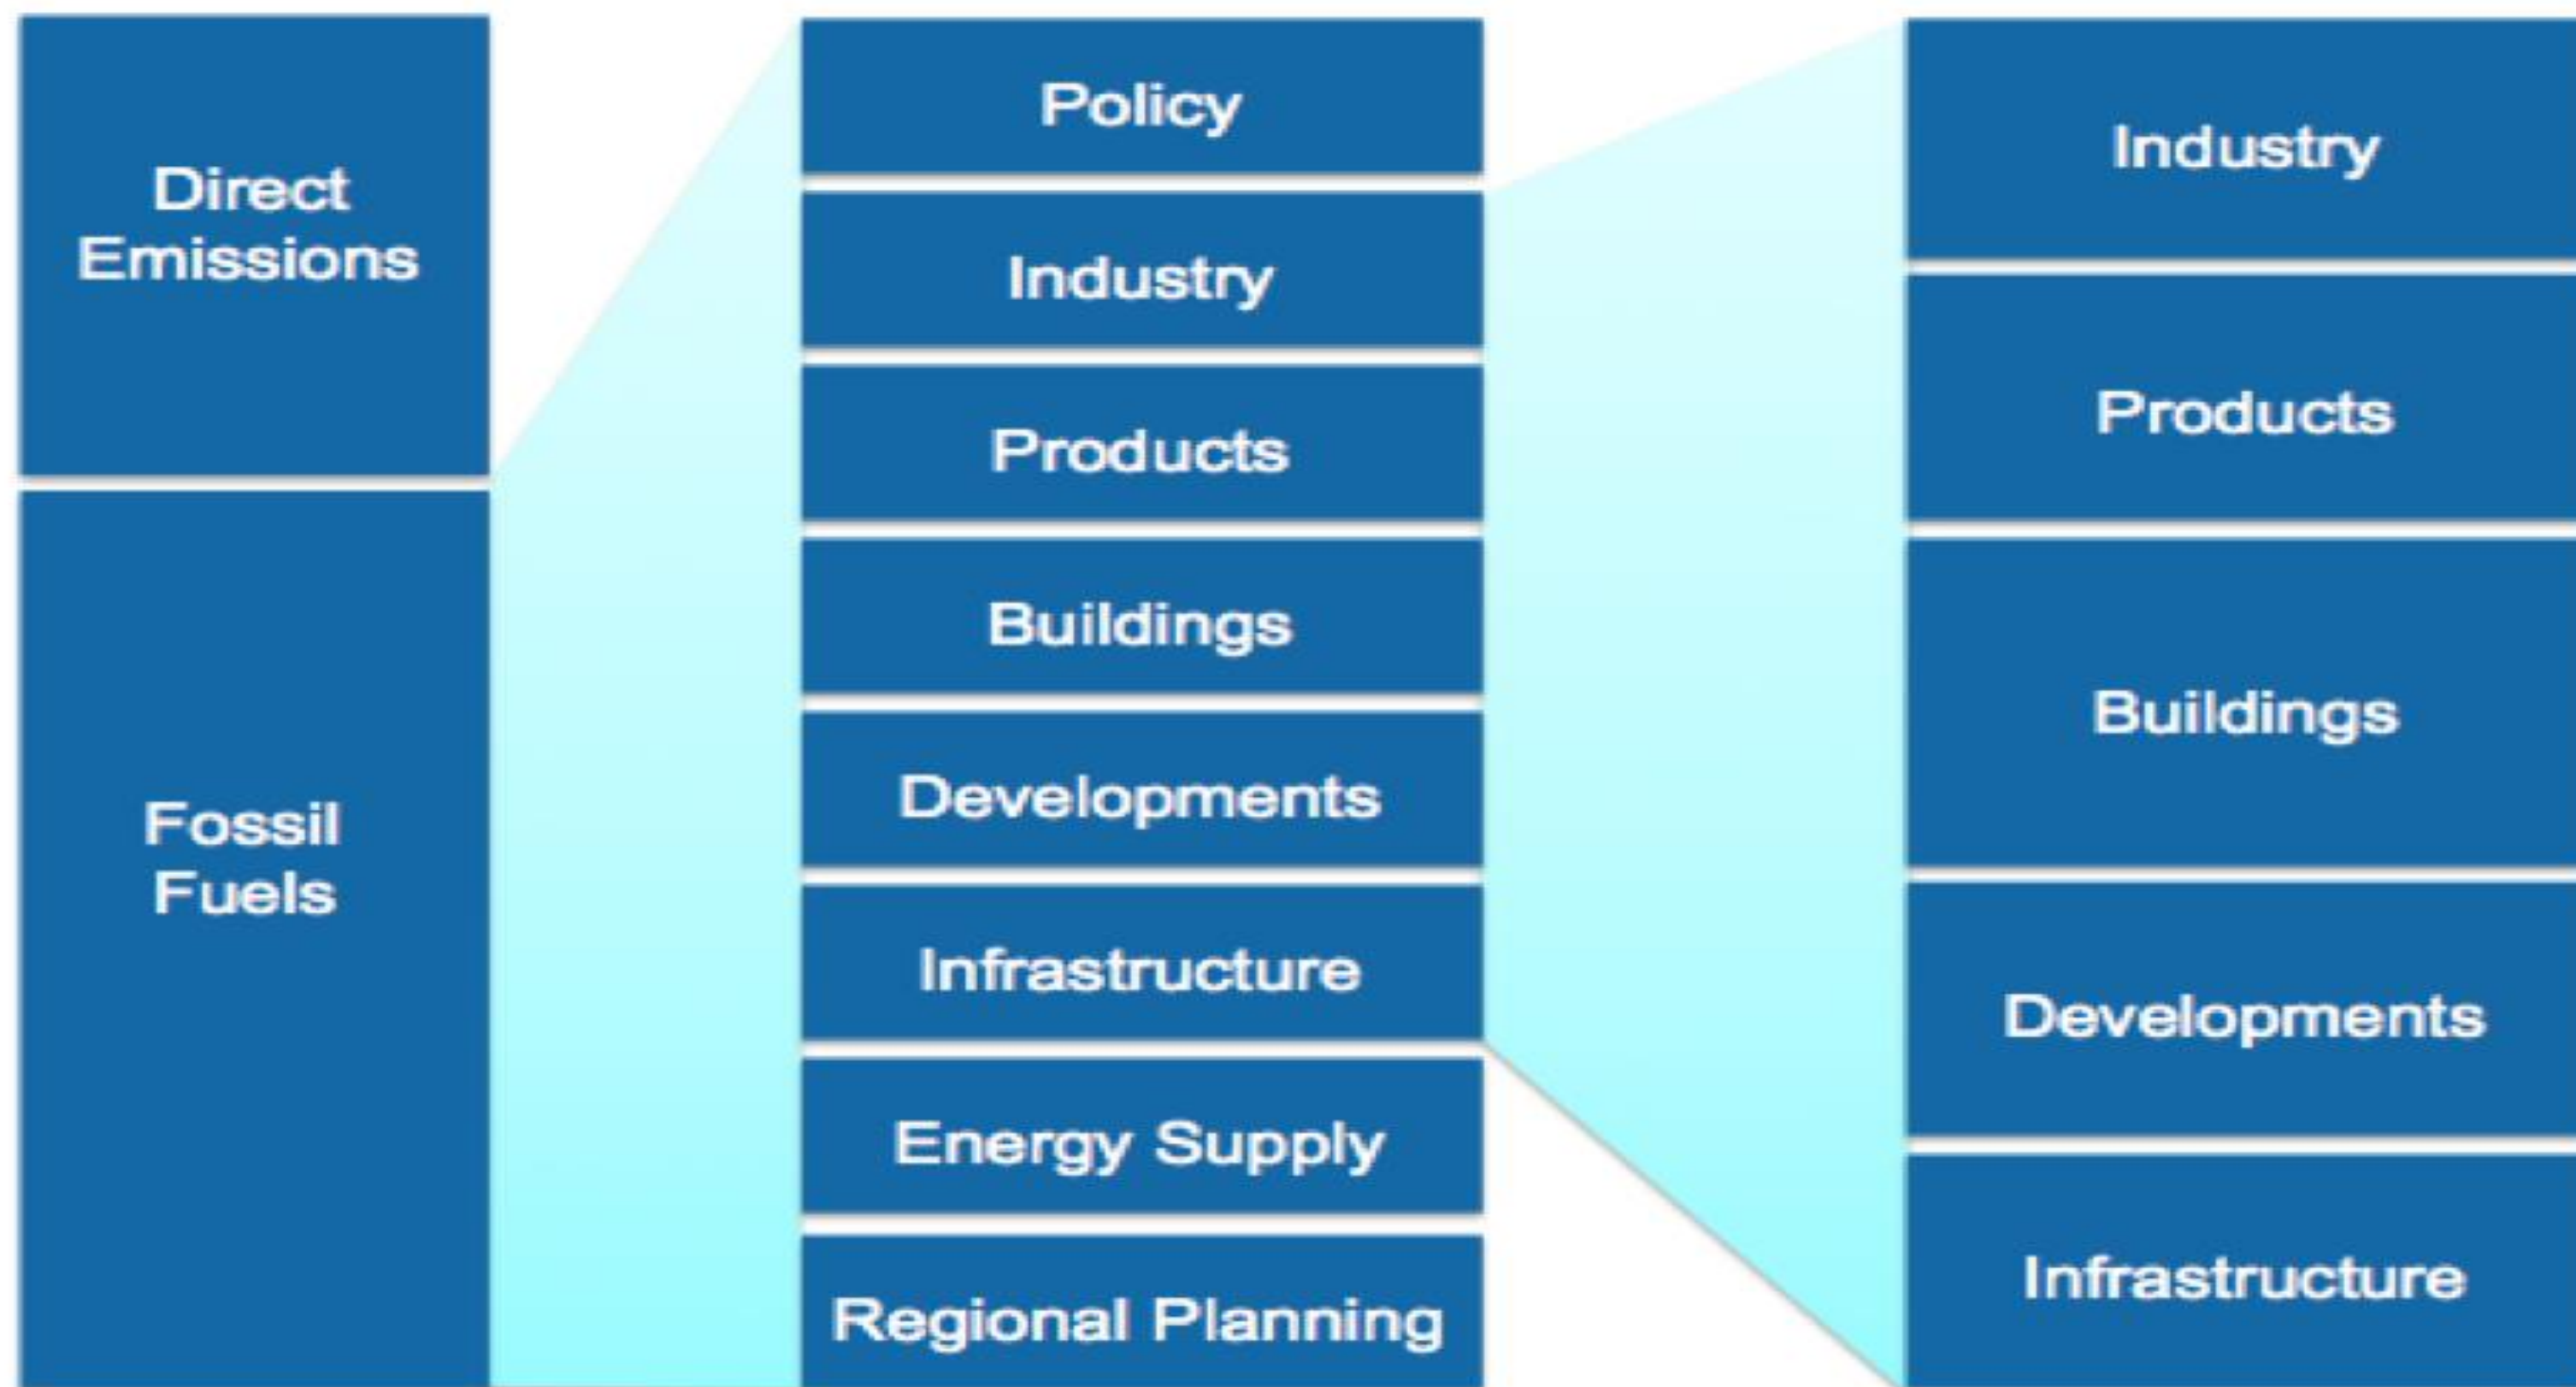 Direct
Emissions
Fossil
Fuels
Policy
Industry
Products
Buildings
Developments
Infrastructure
Energy Supply
Regional Planning
Industry
Products
Buildings
Developments
Infrastructure